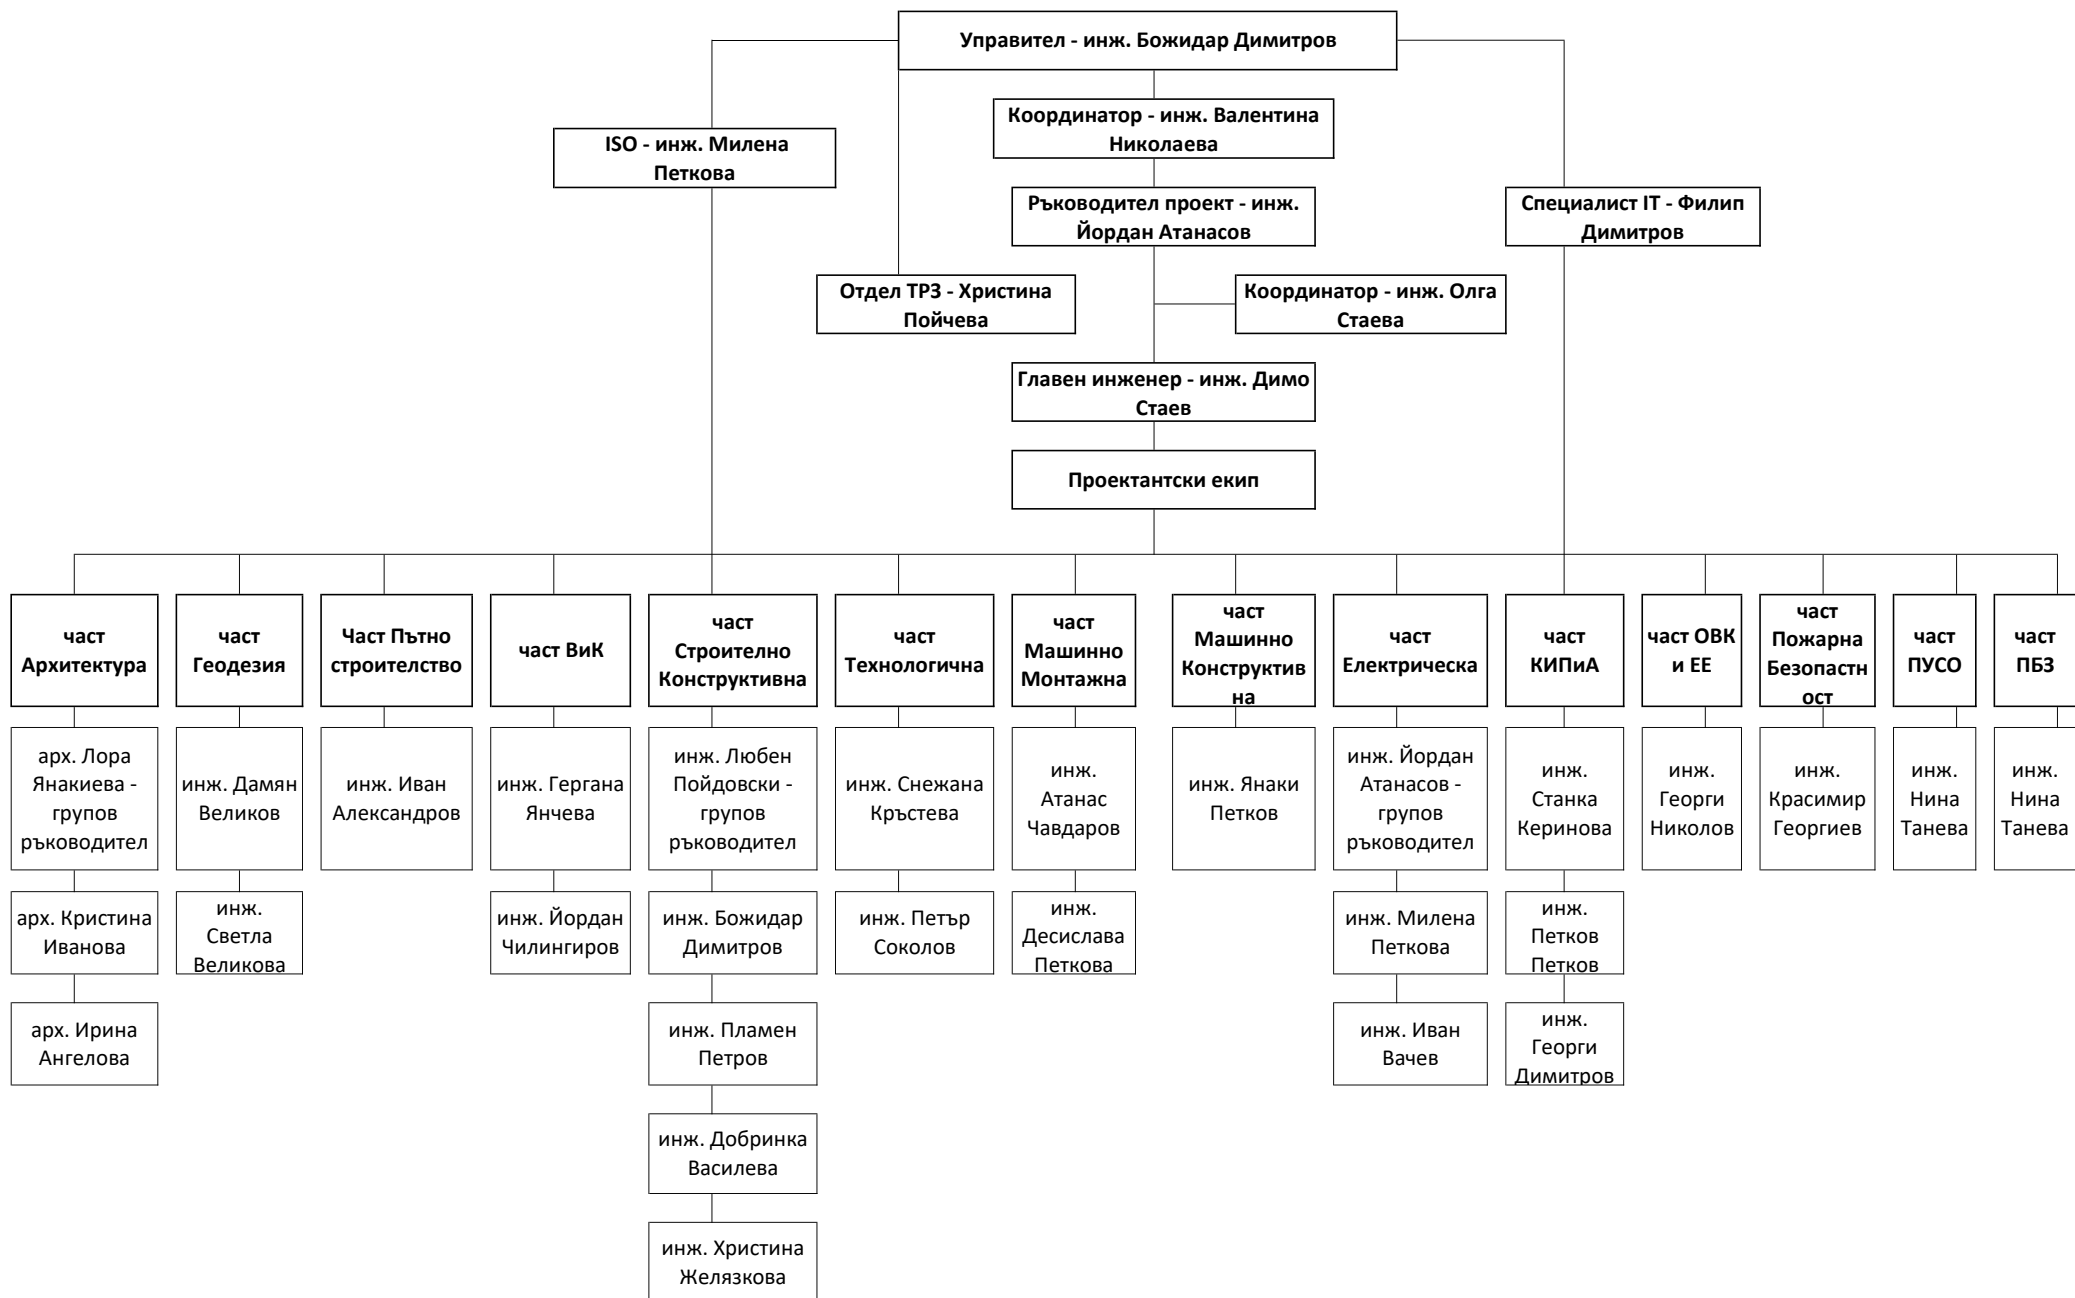 Управител - инж. Божидар Димитров
Координатор - инж. Валентина
Николаева
ISO - инж. Милена
Петкова
Ръководител проект - инж.
Йордан Атанасов
Специалист IT - Филип
Димитров
Отдел ТРЗ - Христина
Пойчева
Координатор - инж. Олга
Стаева
Главен инженер - инж. Димо
Стаев
Проектантски екип
част
Архитектура
част
Геодезия
Част Пътно
строителство
част ВиК
част
Строително
Конструктивна
част
Технологична
част
Машинно
Монтажна
част
Машинно
Конструктив
на
част
Електрическа
част
КИПиА
част ОВК
и ЕЕ
част
Пожарна
Безопастн
ост
част
ПУСО
част
ПБЗ
арх. Лора
Янакиева -
групов
ръководител
инж. Дамян
Великов
инж. Иван
Александров
инж. Гергана
Янчева
инж. Любен
Пойдовски -
групов
ръководител
инж. Снежана
Кръстева
инж.
Атанас
Чавдаров
инж. Янаки
Петков
инж. Йордан
Атанасов -
групов
ръководител
инж.
Станка
Керинова
инж.
Георги
Николов
инж.
Красимир
Георгиев
инж.
Нина
Танева
инж.
Нина
Танева
арх. Кристина
Иванова
инж.
Светла
Великова
инж. Йордан
Чилингиров
инж. Божидар
Димитров
инж. Петър
Соколов
инж.
Десислава
Петкова
инж. Милена
Петкова
инж.
Петков
Петков
арх. Ирина
Ангелова
инж. Пламен
Петров
инж. Иван
Вачев
инж.
Георги
Димитров
инж. Добринка
Василева
инж. Христина
Желязкова